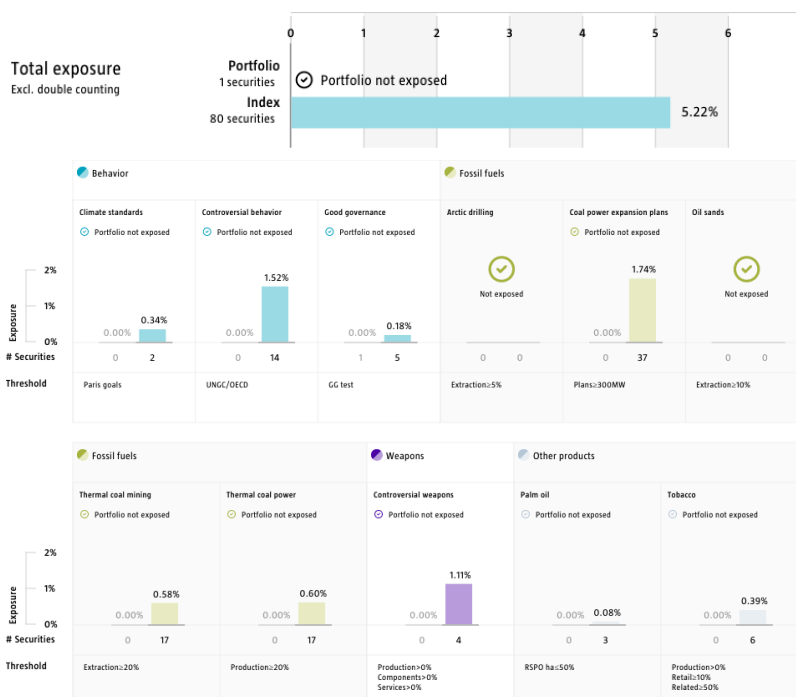 0 1 2 3 4 5 6
Total exposure
Excl. double counting
Portfolio
1 securities
Portfolio not exposed
Index
80 securities
5.22%
Behavior
Fossil fuels
Climate standards Controversial behavior Good governance Arctic drilling Coal power expansion plans Oil sands
Portfolio not exposed Portfolio not exposed Portfolio not exposed Portfolio not exposed
Not exposed Not exposed
Exposure
2%
1%
0%
0.00% 0.34% 0.00% 1.52% 0.00% 0.18% 0.00% 1.74%
# Securities 0 2 0 14 1 5 0 0 0 37 0 0
Threshold Paris goals UNGC/OECD GG test Extraction≥5% Plans≥300MW Extraction≥10%
Fossil fuels
Weapons
Other products
Thermal coal mining Thermal coal power Controversial weapons Palm oil Tobacco
Portfolio not exposed Portfolio not exposed Portfolio not exposed Portfolio not exposed Portfolio not exposed
Exposure
2%
1%
0%
0.00% 0.58% 0.00% 0.60% 0.00% 1.11% 0.00% 0.08% 0.00% 0.39%
# Securities 0 17 0 17 0 4 0 3 0 6
Threshold Extraction≥20% Production≥20% Production>0% RSPO ha≤50% Production>0%
Components>0% Retail≥10%
Services>0% Related≥50%